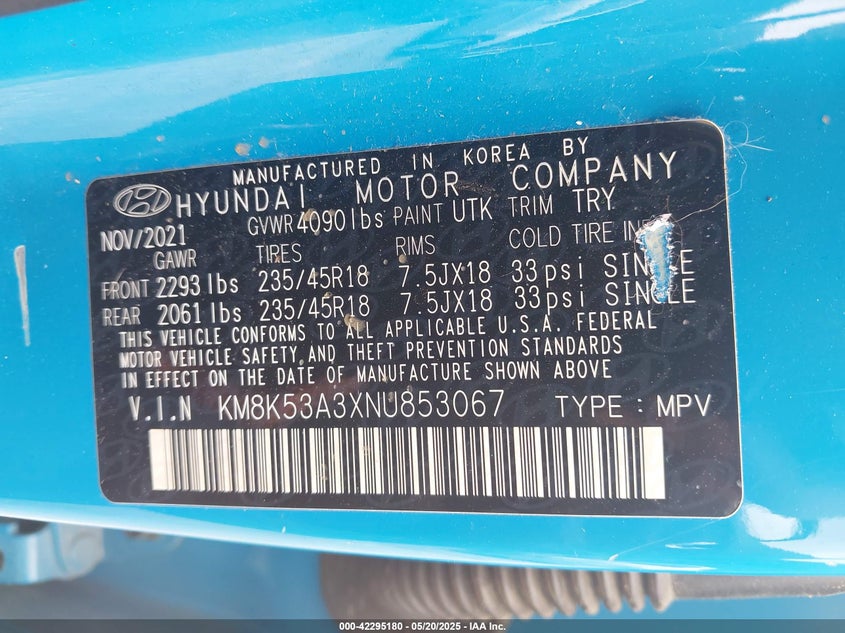 MANUFACTURED IN KOREA BY
HYUNDAI MOTOR COMPANY
NOV/2021 GVWR 4090lbs PAINT UTK TRIM TRY
GAWR TIRES RIMS COLD TIRE
FRONT 2293 lbs 235/45R18 7.5JX18 33psi SINGLE
REAR 2061 lbs 235/45R18 7.5JX18 33psi SINGLE
THIS VEHICLE CONFORMS TO ALL APPLICABLE U.S.A. FEDERAL
MOTOR VEHICLE SAFETY AND THEFT PREVENTION STANDARDS
IN EFFECT ON THE DATE OF MANUFACTURE SHOWN ABOVE
V.I.N KM8K53A3XNU853067 TYPE : MPV
000-42295180 - 05/20/2025 - IAA Inc.